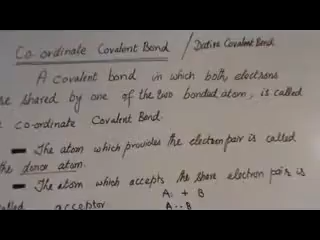 Co-ordinate Covalent Bond / Dative Covalent Bond
A covalent bond in which both electrons
se shared by one of the two bonded atom, is called
e co-ordinate Covalent Bond.
- The atom which provides the electron pair is called
the donor atom.
- The atom which accepts the share electron pair is
called acceptor
A: + B
A..B